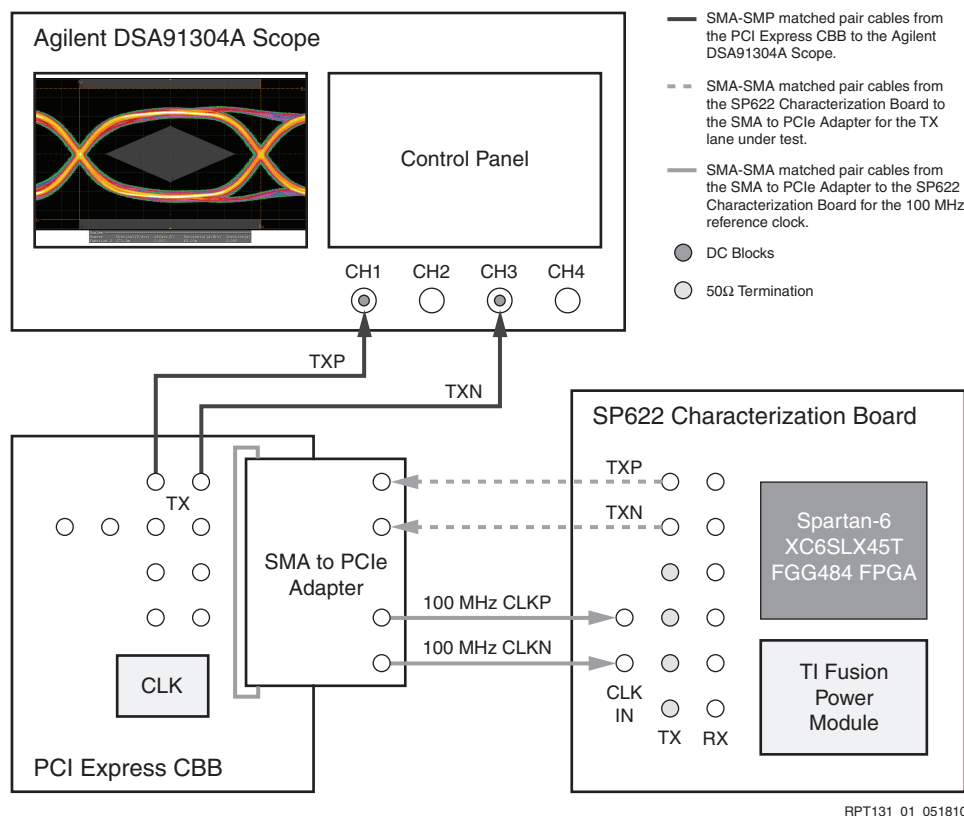 Agilent DSA91304A Scope
Control Panel
CH1
CH2
CH3
CH4
SMA-SMP matched pair cables from
the PCI Express CBB to the Agilent
DSA91304A Scope.
SMA-SMA matched pair cables from
the SP622 Characterization Board to
the SMA to PCIe Adapter for the TX
lane under test.
SMA-SMA matched pair cables from
the SMA to PCIe Adapter to the SP622
Characterization Board for the 100 MHz
reference clock.
DC Blocks
50Ω Termination
TXP
TXN
SP622 Characterization Board
TX
SMA to PCIe
Adapter
TXP
TXN
100 MHz CLKP
100 MHz CLKN
Spartan-6
XC6SLX45T
FGG484 FPGA
CLK
CLK
IN
TX
RX
TI Fusion
Power
Module
PCI Express CBB
RPT131_01_051810